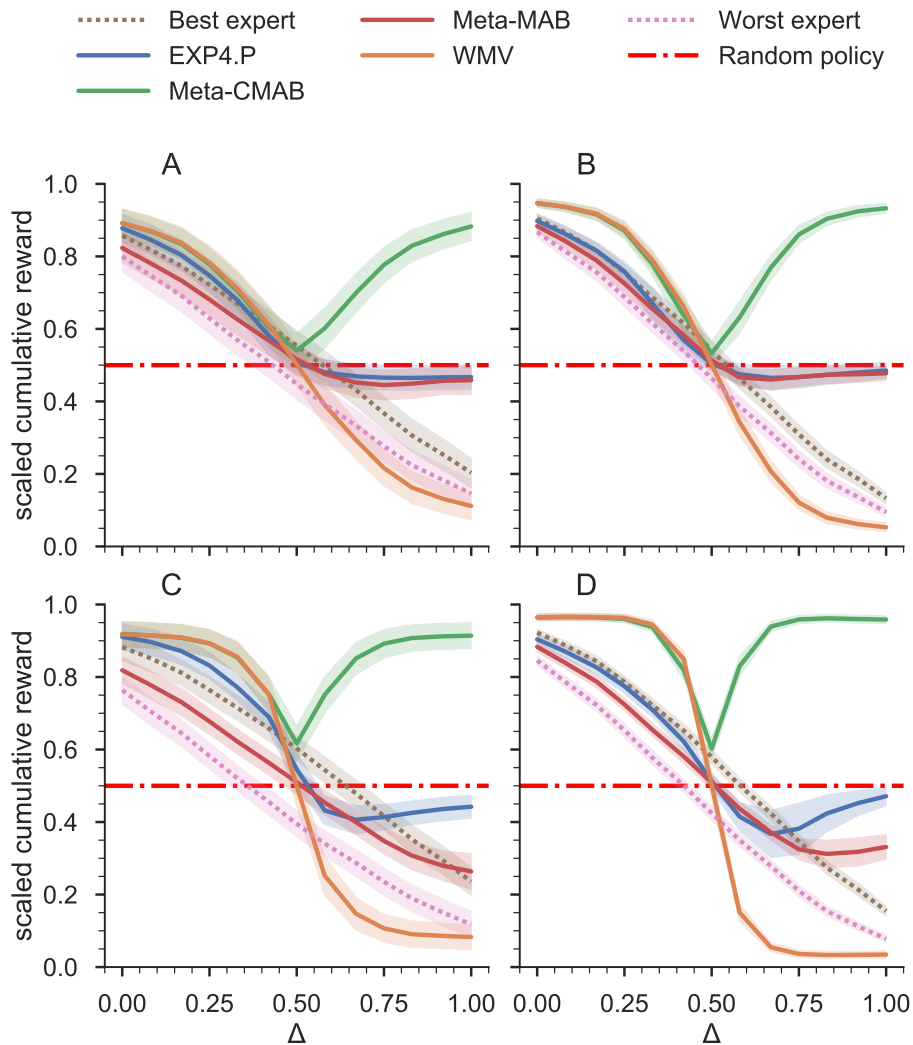 Best expert Meta-MAB Worst expert
EXP4.P WMV Random policy
Meta-CMAB
A B
1.0
0.8
0.6
0.4
0.2
0.0
scaled cumulative reward
C D
1.0
0.8
0.6
0.4
0.2
0.0
scaled cumulative reward
0.00 0.25 0.50 0.75 1.00 0.00 0.25 0.50 0.75 1.00
Δ Δ